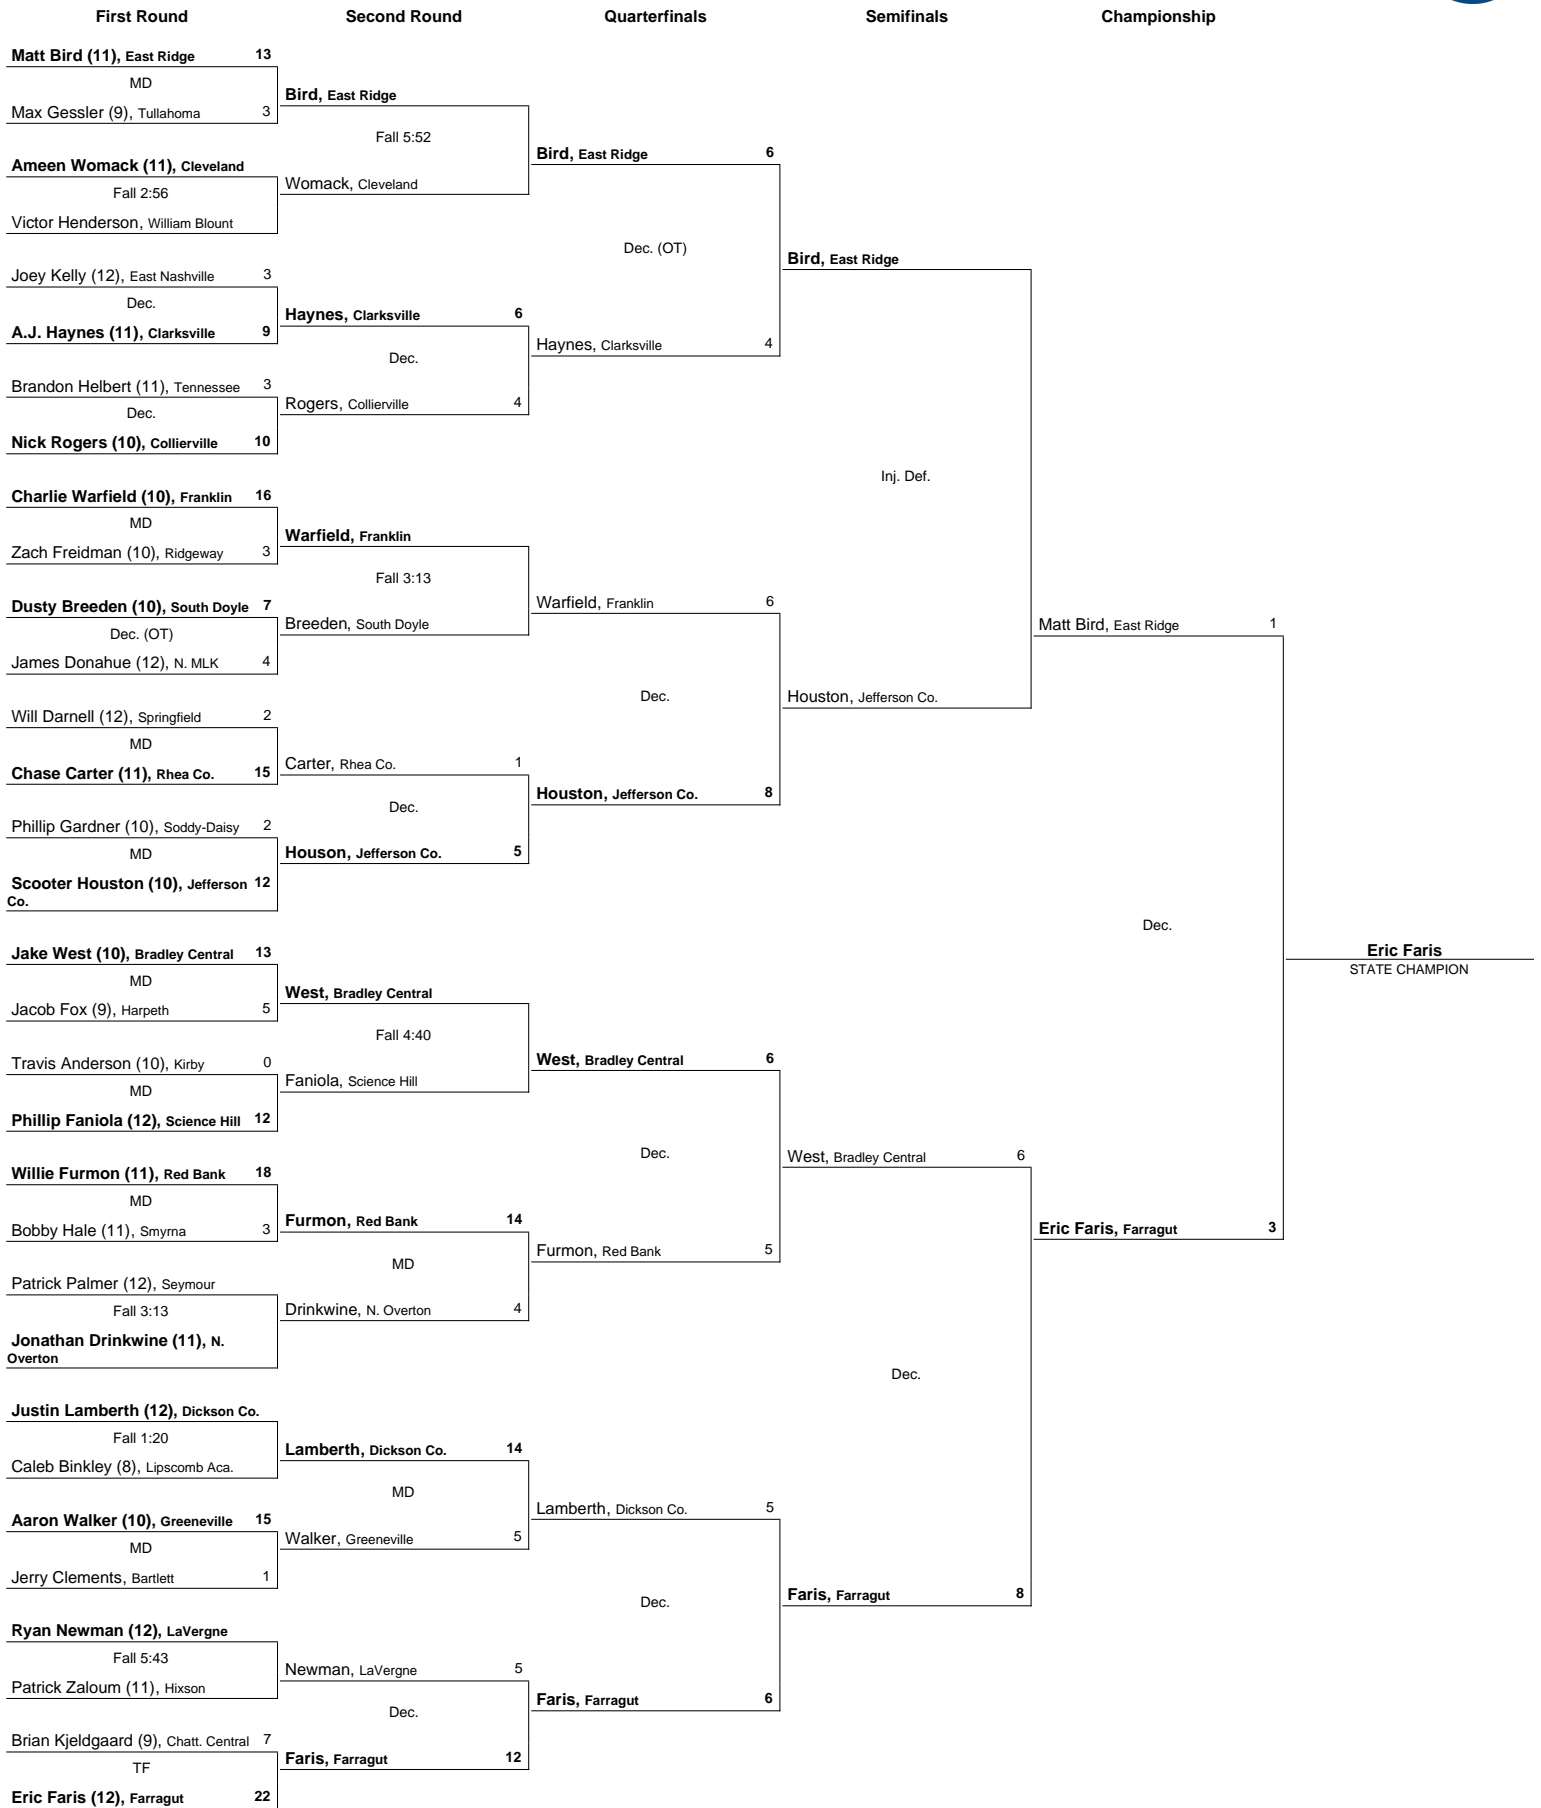 First Round Second Round Quarterfinals Semifinals Championship
Matt Bird (11), East Ridge 13
MD
Max Gessler (9), Tullahoma 3
Ameen Womack (11), Cleveland
Fall 2:56
Victor Henderson, William Blount
Joey Kelly (12), East Nashville 3
Dec.
A.J. Haynes (11), Clarksville 9
Brandon Helbert (11), Tennessee 3
Dec.
Nick Rogers (10), Collierville 10
Charlie Warfield (10), Franklin 16
MD
Zach Freidman (10), Ridgeway 3
Dusty Breeden (10), South Doyle 7
Dec. (OT)
James Donahue (12), N. MLK 4
Will Darnell (12), Springfield 2
MD
Chase Carter (11), Rhea Co. 15
Phillip Gardner (10), Soddy-Daisy 2
MD
Scooter Houston (10), Jefferson 12
Co.
Jake West (10), Bradley Central 13
MD
Jacob Fox (9), Harpeth 5
Travis Anderson (10), Kirby 0
MD
Phillip Faniola (12), Science Hill 12
Willie Furmon (11), Red Bank 18
MD
Bobby Hale (11), Smyrna 3
Patrick Palmer (12), Seymour
Fall 3:13
Jonathan Drinkwine (11), N.
Overton
Justin Lamberth (12), Dickson Co.
Fall 1:20
Caleb Binkley (8), Lipscomb Aca.
Aaron Walker (10), Greeneville 15
MD
Jerry Clements, Bartlett 1
Ryan Newman (12), LaVergne
Fall 5:43
Patrick Zaloum (11), Hixson
Brian Kjeldgaard (9), Chatt. Central 7
TF
Eric Faris (12), Farragut 22
Bird, East Ridge
Fall 5:52
Womack, Cleveland
Haynes, Clarksville 6
Dec.
Rogers, Collierville 4
Warfield, Franklin
Fall 3:13
Breeden, South Doyle
Carter, Rhea Co. 1
Dec.
Houson, Jefferson Co. 5
West, Bradley Central
Fall 4:40
Faniola, Science Hill
Furmon, Red Bank 14
MD
Drinkwine, N. Overton 4
Lamberth, Dickson Co. 14
MD
Walker, Greeneville 5
Newman, LaVergne 5
Dec.
Faris, Farragut 12
Bird, East Ridge 6
Dec. (OT)
Haynes, Clarksville 4
Warfield, Franklin 6
Dec.
Houston, Jefferson Co. 8
West, Bradley Central 6
Dec.
Furmon, Red Bank 5
Lamberth, Dickson Co. 5
Dec.
Faris, Farragut 6
Bird, East Ridge
Inj. Def.
Houston, Jefferson Co.
West, Bradley Central 6
Dec.
Faris, Farragut 8
Matt Bird, East Ridge 1
Dec.
Eric Faris, Farragut 3
Eric Faris
STATE CHAMPION